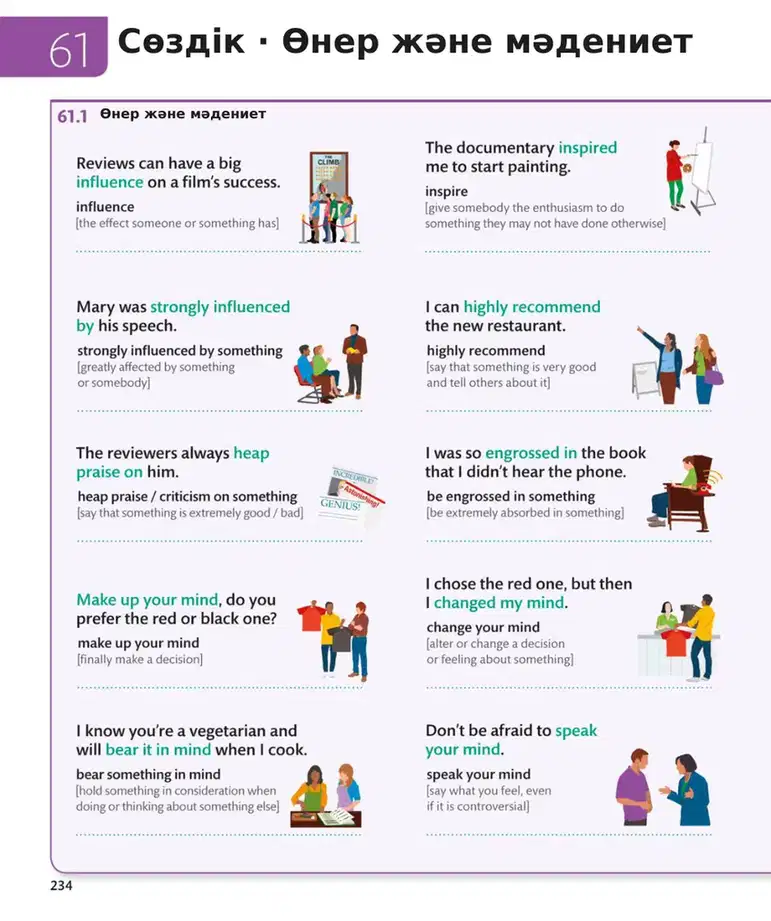 61
Сөздік · Өнер және мәдениет
61.1 Өнер және мәдениет
Reviews can have a big
influence on a film's success.
influence
[the effect someone or something has]
THE
CLIMB
The documentary inspired
me to start painting.
inspire
[give somebody the enthusiasm to do
something they may not have done otherwise]
Mary was strongly influenced
by his speech.
strongly influenced by something
[greatly affected by something
or somebody]
I can highly recommend
the new restaurant.
highly recommend
[say that something is very good
and tell others about it]
The reviewers always heap
praise on him.
heap praise / criticism on something
[say that something is extremely good / bad]
INCREDIBLE!
Astonishing!
GENIUS!
I was so engrossed in the book
that I didn't hear the phone.
be engrossed in something
[be extremely absorbed in something]
Make up your mind, do you
prefer the red or black one?
make up your mind
[finally make a decision]
I chose the red one, but then
I changed my mind.
change your mind
[alter or change a decision
or feeling about something]
I know you're a vegetarian and
will bear it in mind when I cook.
bear something in mind
[hold something in consideration when
doing or thinking about something else]
Don't be afraid to speak
your mind.
speak your mind
[say what you feel, even
if it is controversial]
234